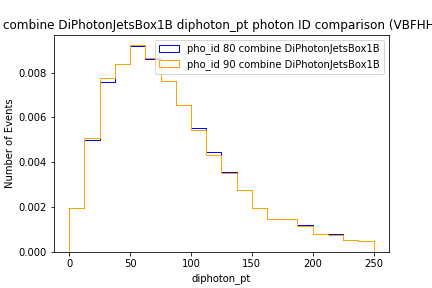 combine DiPhotonJetsBox1B diphoton_pt photon ID comparison (VBFHH
pho_id 80 combine DiPhotonJetsBox1B
pho_id 90 combine DiPhotonJetsBox1B
Number of Events
0.008
0.006
0.004
0.002
0.000
0 50 100 150 200 250
diphoton_pt